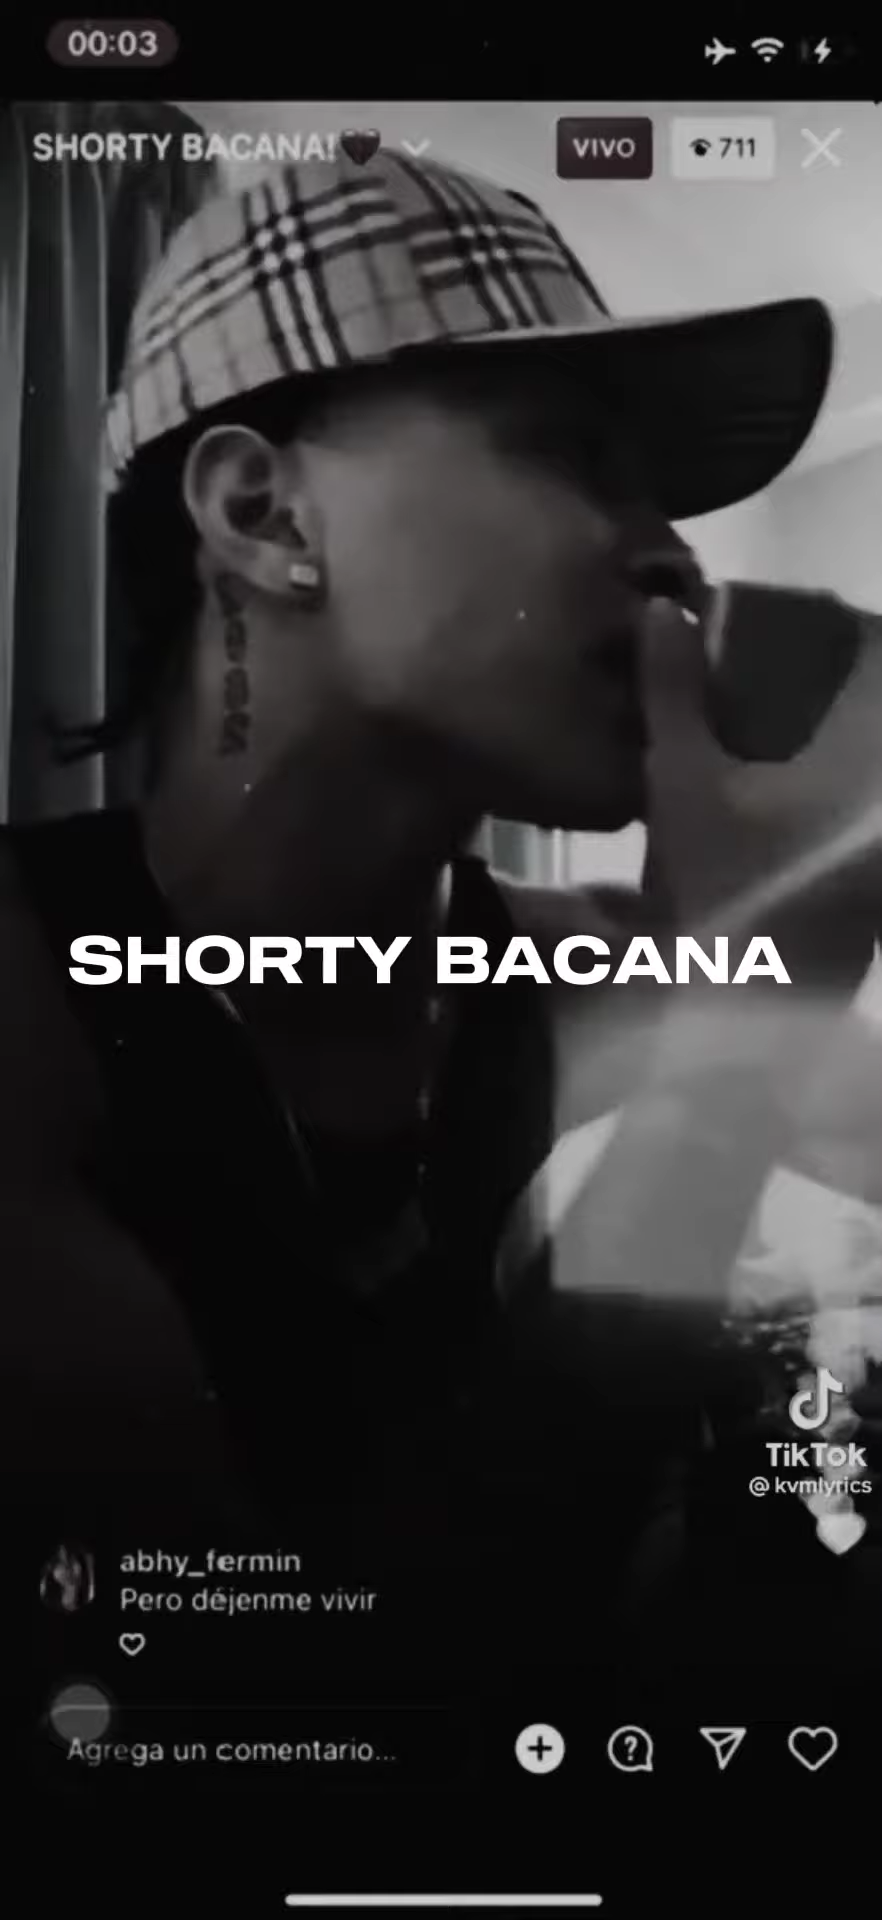 00:03
SHORTY BACANA!
VIVO
711
SHORTY BACANA
TikTok
@kvmlyrics
abhy_fermin
Pero déjenme vivir
Agrega un comentario...